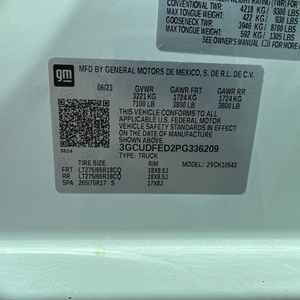 4218 KG / 9300 LBS
MAX TONGUE WEIGHT 422 KG / 930 LBS
GOOSENECK TRW 3946 KG / 8700 LBS
MAX TONGUE WEIGHT 592 KG / 1305 LBS
SEE OWNER'S MANUAL
gm
MFD BY GENERAL MOTORS DE MEXICO, S. DE R.L. DE C.V.
06/23 GVWR GAWR FRT GAWR RR
3221 KG 1724 KG 1724 KG
7100 LB 3800 LB 3800 LB
THIS VEHICLE CONFORMS TO ALL
APPLICABLE U.S. FEDERAL MOTOR
VEHICLE SAFETY STANDARDS IN
EFFECT ON THE DATE OF
MANUFACTURE SHOWN ABOVE.
3GCUDFED2PG336209
TYPE: TRUCK MODEL: 29CK10543
TIRE SIZE RIM
FRT LT275/65R18CQ 18X8.5J
RR LT275/65R18CQ 18X8.5J
SPA 265/70R17 S 17X8J